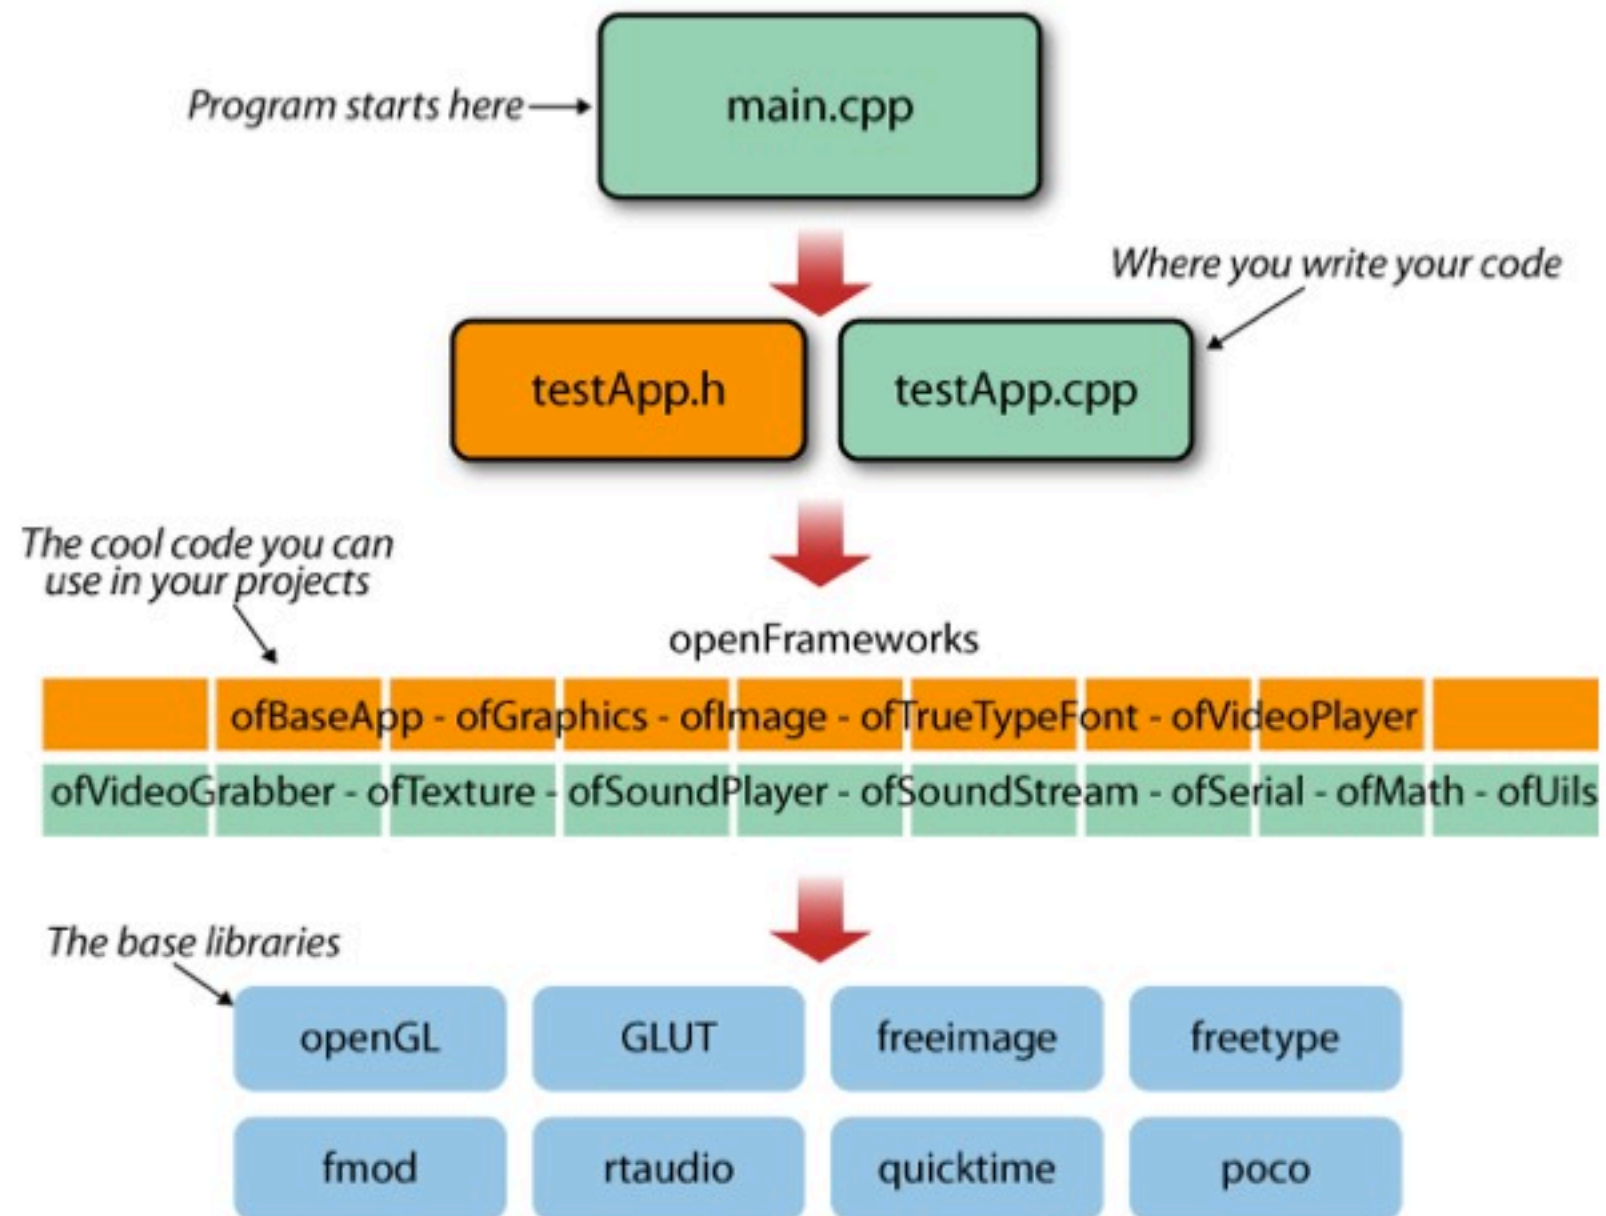 main.cpp
Program starts here
Where you write your code
testApp.h
testApp.cpp
The cool code you can
use in your projects
openFrameworks
ofBaseApp - ofGraphics - ofImage - ofTrueTypeFont - ofVideoPlayer
ofVideoGrabber - ofTexture - ofSoundPlayer - ofSoundStream - ofSerial - ofMath - ofUils
The base libraries
openGL
GLUT
freeimage
freetype
fmod
rtaudio
quicktime
poco